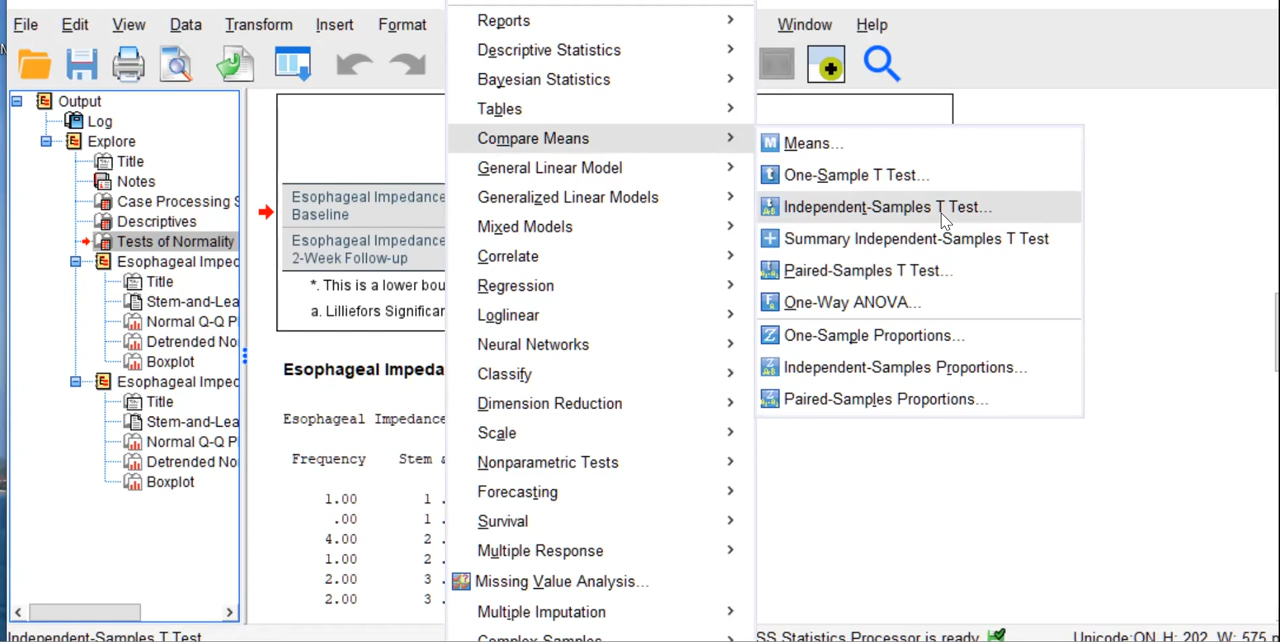 File Edit View Data Transform Insert Format Window Help
Output
Log
Explore
Title
Notes
Case Processing S
Descriptives
Tests of Normality
Esophageal Imped
Title
Stem-and-Lea
Normal Q-Q P
Detrended No
Boxplot
Esophageal Imped
Title
Stem-and-Lea
Normal Q-Q P
Detrended No
Boxplot
Esophageal Impedance
Baseline
Esophageal Impedance
2-Week Follow-up
*. This is a lower bou
a. Lilliefors Significar
Esophageal Impeda
Esophageal Impedance
Frequency Stem
1.00 1 .
.00 1 .
4.00 2 .
1.00 2 .
2.00 3 .
2.00 3 .
Reports
Descriptive Statistics
Bayesian Statistics
Tables
Compare Means
General Linear Model
Generalized Linear Models
Mixed Models
Correlate
Regression
Loglinear
Neural Networks
Classify
Dimension Reduction
Scale
Nonparametric Tests
Forecasting
Survival
Multiple Response
Missing Value Analysis...
Multiple Imputation
Complex Samples
Means...
One-Sample T Test...
Independent-Samples T Test...
Summary Independent-Samples T Test
Paired-Samples T Test...
One-Way ANOVA...
One-Sample Proportions...
Independent-Samples Proportions...
Paired-Samples Proportions...
Independent-Samples T Test SS Statistics Processor is ready Unicode:ON H: 202, W: 575